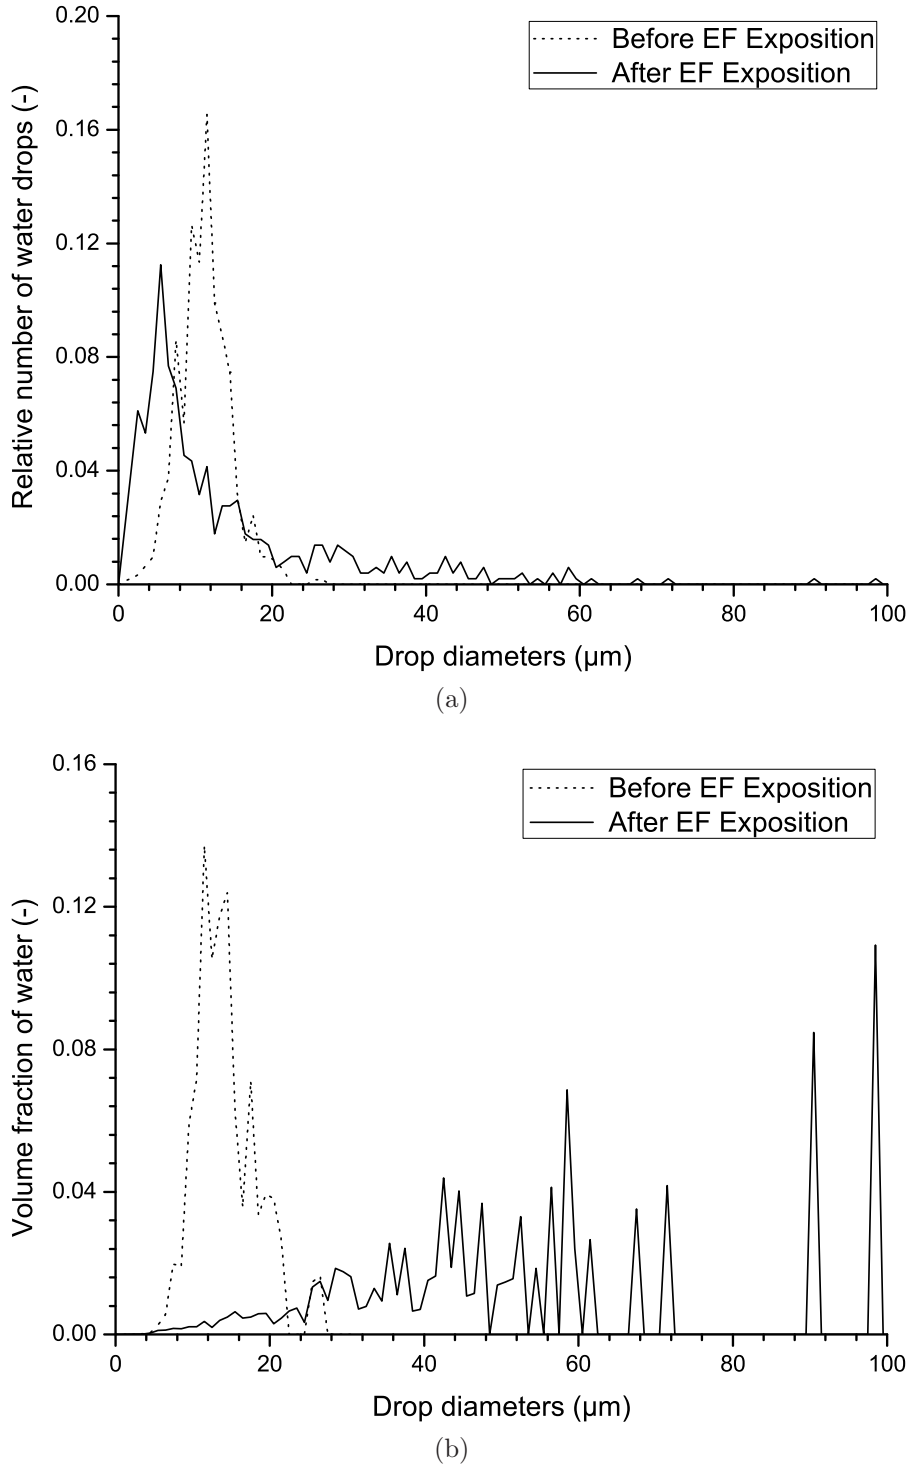 0.20
0.16
0.12
0.08
0.04
0.00
Relative number of water drops (-)
Before EF Exposition
After EF Exposition
0 20 40 60 80 100
Drop diameters (µm)
(a)
0.16
0.12
0.08
0.04
0.00
Volume fraction of water (-)
Before EF Exposition
After EF Exposition
0 20 40 60 80 100
Drop diameters (µm)
(b)